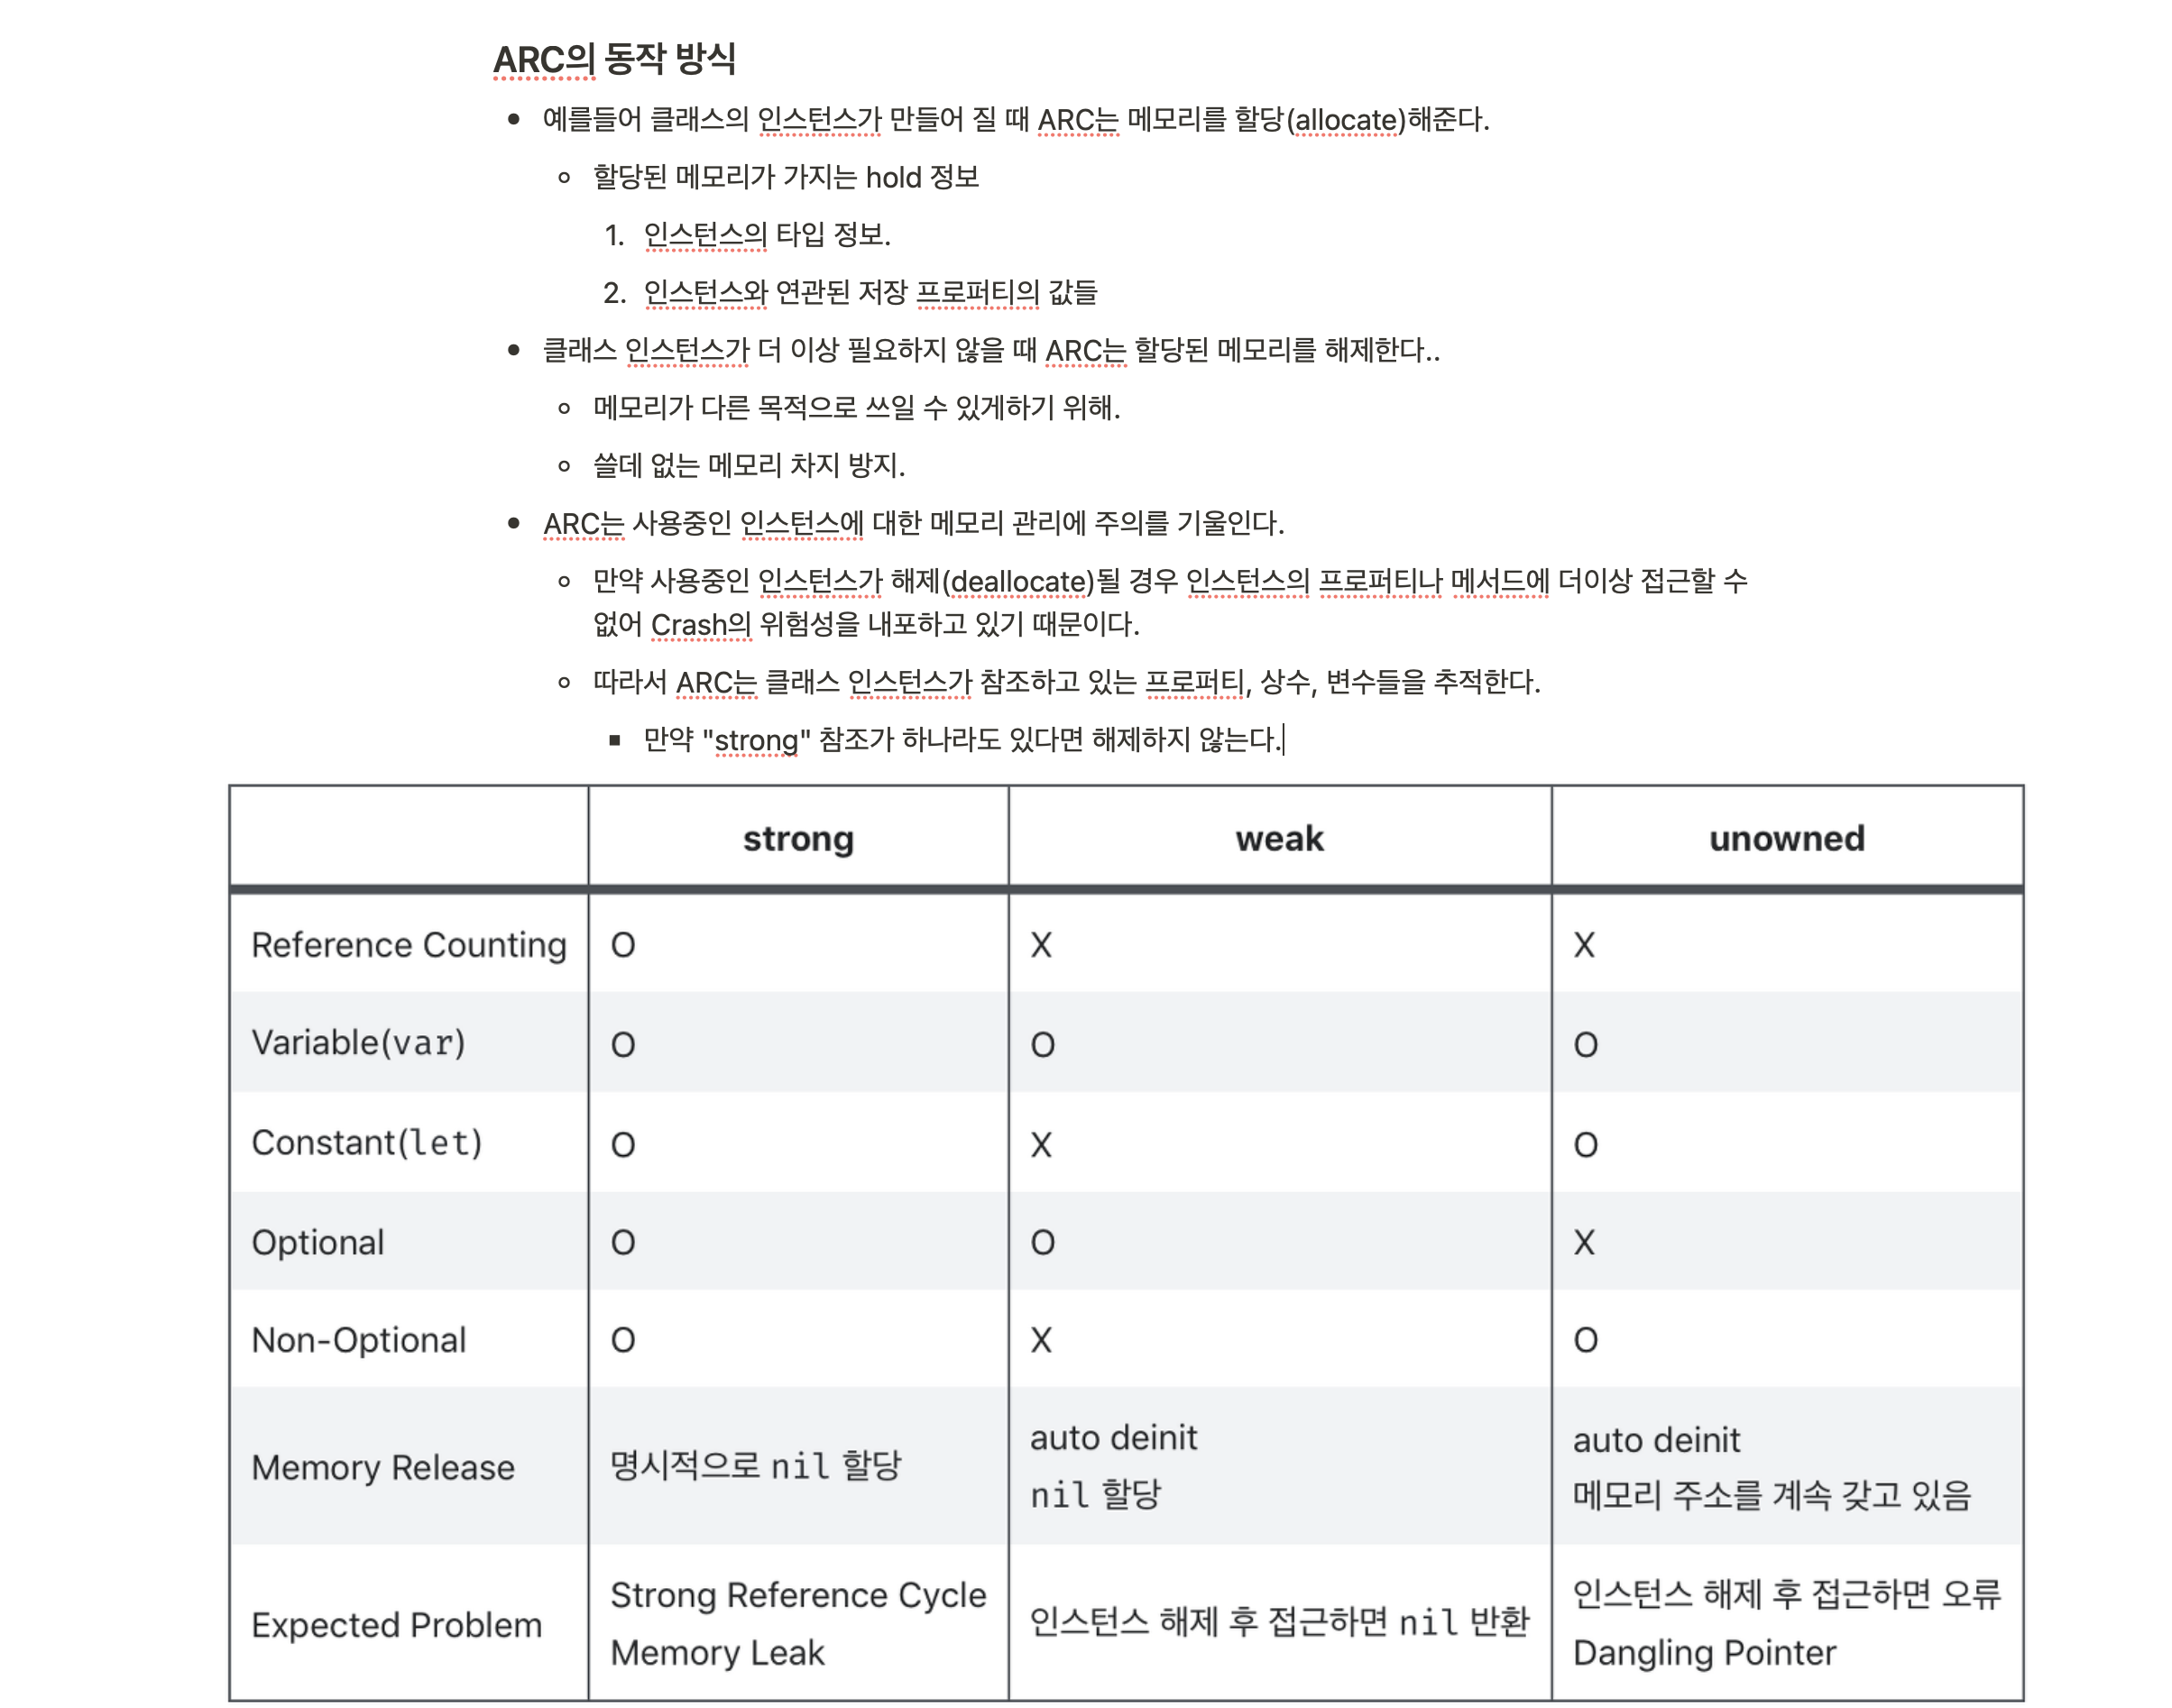 ARC의 동작 방식
• 예를들어 클래스의 인스턴스가 만들어 질 때 ARC는 메모리를 할당(allocate)해준다.
◦ 할당된 메모리가 가지는 hold 정보
1. 인스턴스의 타입 정보.
2. 인스턴스와 연관된 저장 프로퍼티의 값들
• 클래스 인스턴스가 더 이상 필요하지 않을 때 ARC는 할당된 메모리를 해제한다..
◦ 메모리가 다른 목적으로 쓰일 수 있게하기 위해.
◦ 쓸데 없는 메모리 차지 방지.
• ARC는 사용중인 인스턴스에 대한 메모리 관리에 주의를 기울인다.
◦ 만약 사용중인 인스턴스가 해제(deallocate)될 경우 인스턴스의 프로퍼티나 메서드에 더이상 접근할 수
없어 Crash의 위험성을 내포하고 있기 때문이다.
◦ 따라서 ARC는 클래스 인스턴스가 참조하고 있는 프로퍼티, 상수, 변수들을 추적한다.
▪ 만약 "strong" 참조가 하나라도 있다면 해제하지 않는다.
strong weak unowned
Reference Counting O X X
Variable(var) O O O
Constant(let) O X O
Optional O O X
Non-Optional O X O
Memory Release 명시적으로 nil 할당 auto deinit
nil 할당 auto deinit
메모리 주소를 계속 갖고 있음
Expected Problem Strong Reference Cycle
Memory Leak 인스턴스 해제 후 접근하면 nil 반환 인스턴스 해제 후 접근하면 오류
Dangling Pointer